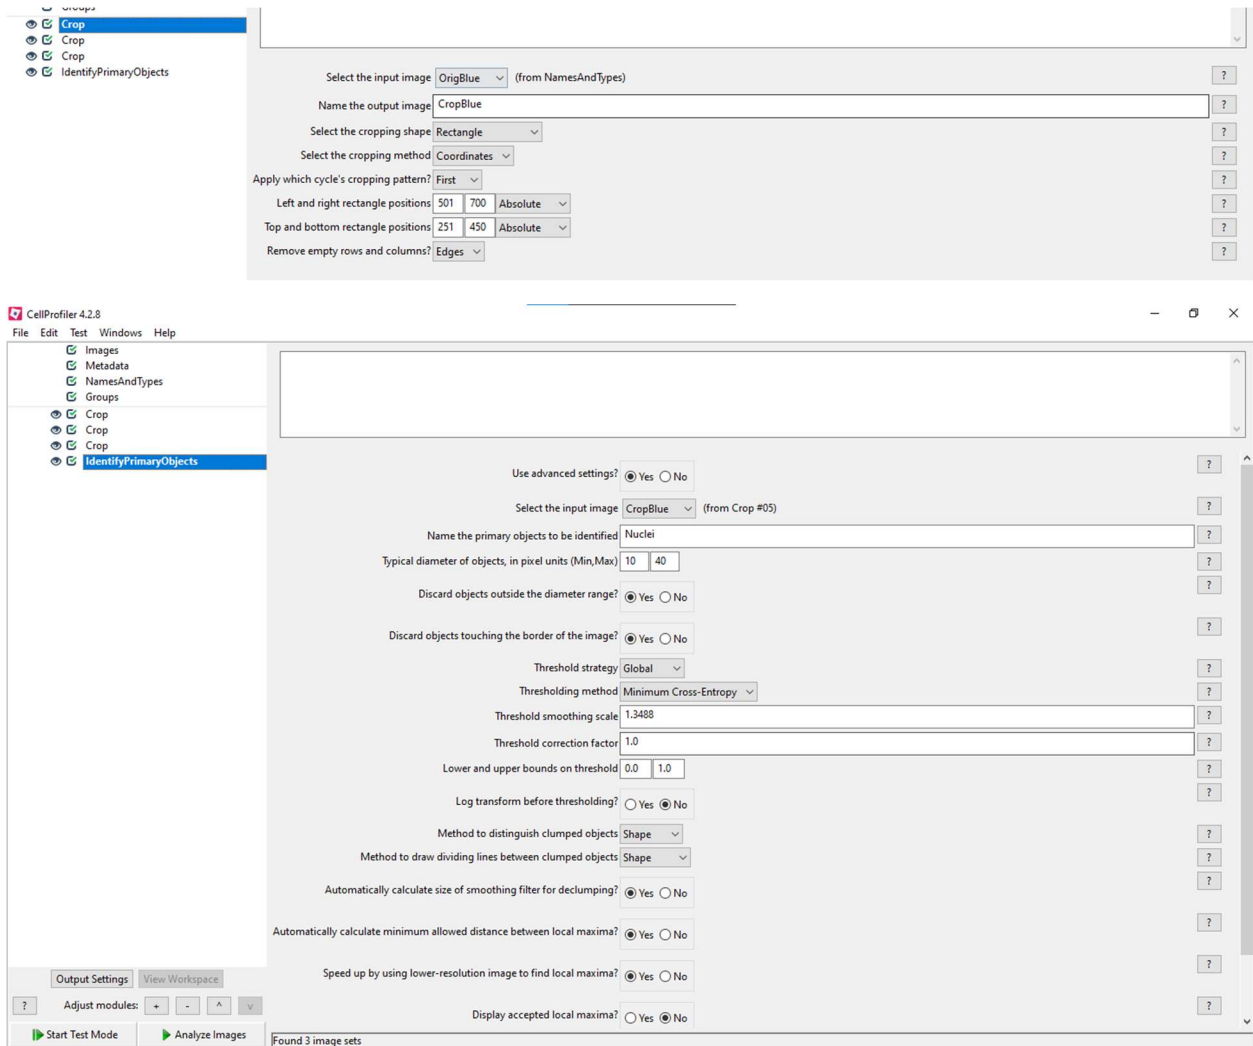 Groups
Crop
Crop
Crop
IdentifyPrimaryObjects
Select the input image OrigBlue (from NamesAndTypes) ?
Name the output image CropBlue ?
Select the cropping shape Rectangle ?
Select the cropping method Coordinates ?
Apply which cycle's cropping pattern? First ?
Left and right rectangle positions 501 700 Absolute ?
Top and bottom rectangle positions 251 450 Absolute ?
Remove empty rows and columns? Edges ?
CellProfiler 4.2.8
File Edit Test Windows Help
Images
Metadata
NamesAndTypes
Groups
Crop
Crop
Crop
IdentifyPrimaryObjects
Use advanced settings? Yes No ?
Select the input image CropBlue (from Crop #05) ?
Name the primary objects to be identified Nuclei ?
Typical diameter of objects, in pixel units (Min,Max) 10 40 ?
Discard objects outside the diameter range? Yes No ?
Discard objects touching the border of the image? Yes No ?
Threshold strategy Global ?
Thresholding method Minimum Cross-Entropy ?
Threshold smoothing scale 1.3488 ?
Threshold correction factor 1.0 ?
Lower and upper bounds on threshold 0.0 1.0 ?
Log transform before thresholding? Yes No ?
Method to distinguish clumped objects Shape ?
Method to draw dividing lines between clumped objects Shape ?
Automatically calculate size of smoothing filter for declumping? Yes No ?
Automatically calculate minimum allowed distance between local maxima? Yes No ?
Speed up by using lower-resolution image to find local maxima? Yes No ?
Display accepted local maxima? Yes No ?
Output Settings View Workspace
? Adjust modules: + - ^ v
Start Test Mode Analyze Images
Found 3 image sets